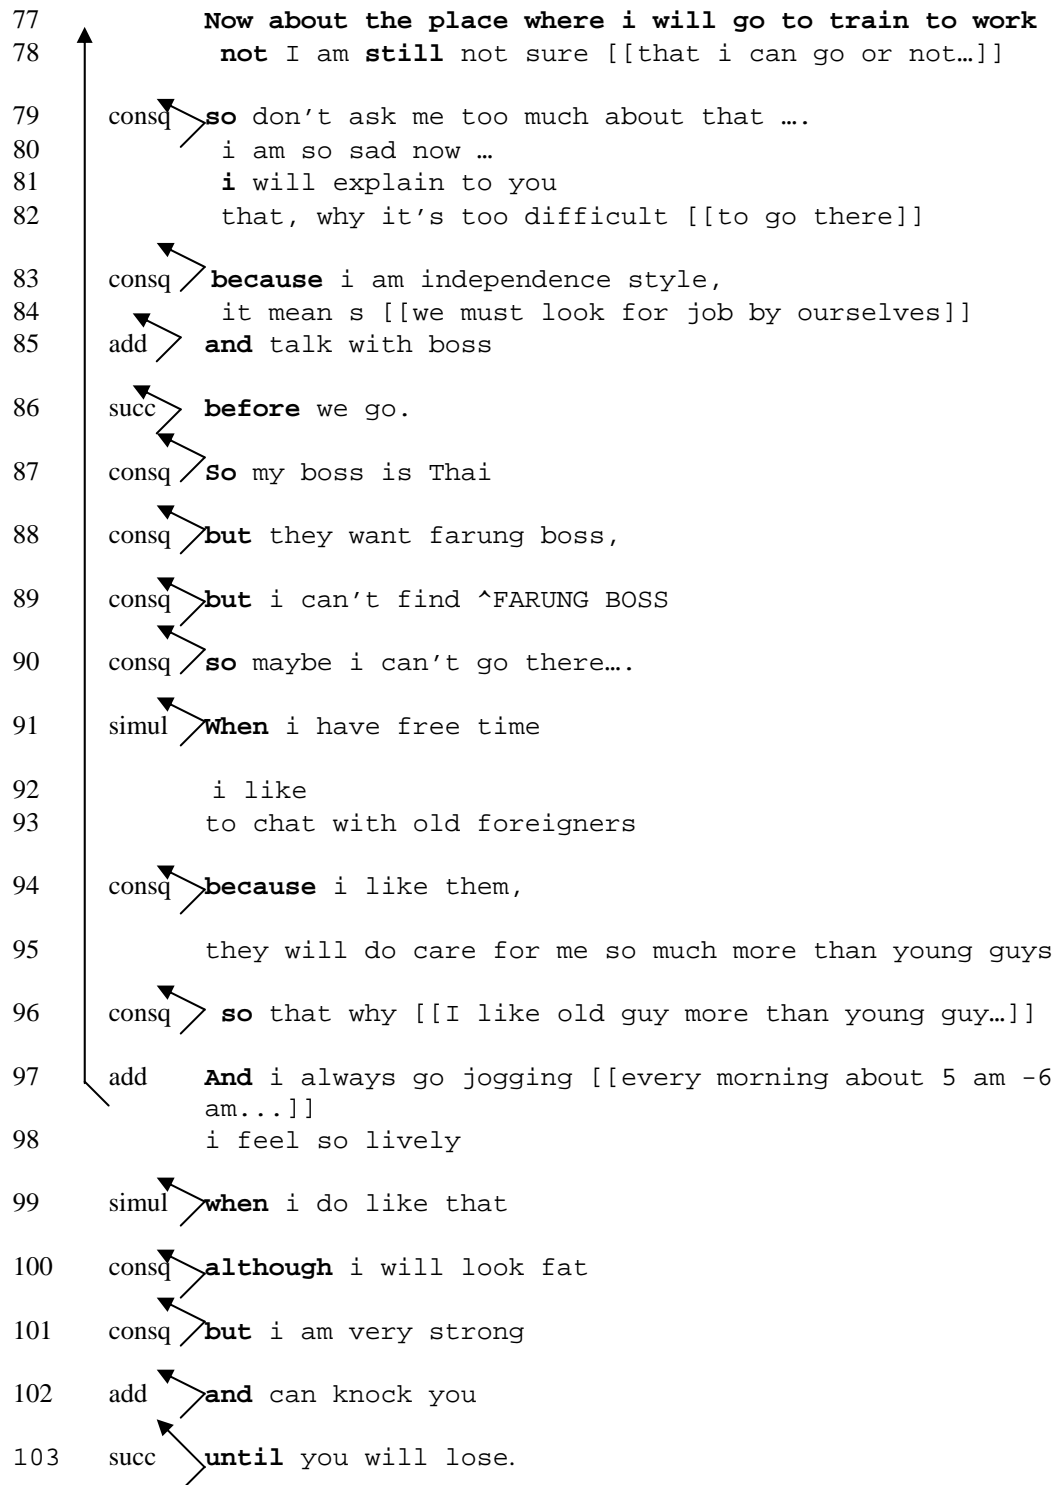 77 Now about the place where i will go to train to work
78 not I am still not sure [[that i can go or not…]]
79 consq so don't ask me too much about that ….
80 i am so sad now …
81 i will explain to you
82 that, why it's too difficult [[to go there]]
83 consq because i am independence style,
84 it mean s [[we must look for job by ourselves]]
85 add and talk with boss
86 succ before we go.
87 consq So my boss is Thai
88 consq but they want farung boss,
89 consq but i can't find ^FARUNG BOSS
90 consq so maybe i can't go there….
91 simul When i have free time
92 i like
93 to chat with old foreigners
94 consq because i like them,
95 they will do care for me so much more than young guys
96 consq so that why [[I like old guy more than young guy…]]
97 add And i always go jogging [[every morning about 5 am -6
am...]]
98 i feel so lively
99 simul when i do like that
100 consq although i will look fat
101 consq but i am very strong
102 add and can knock you
103 succ until you will lose.